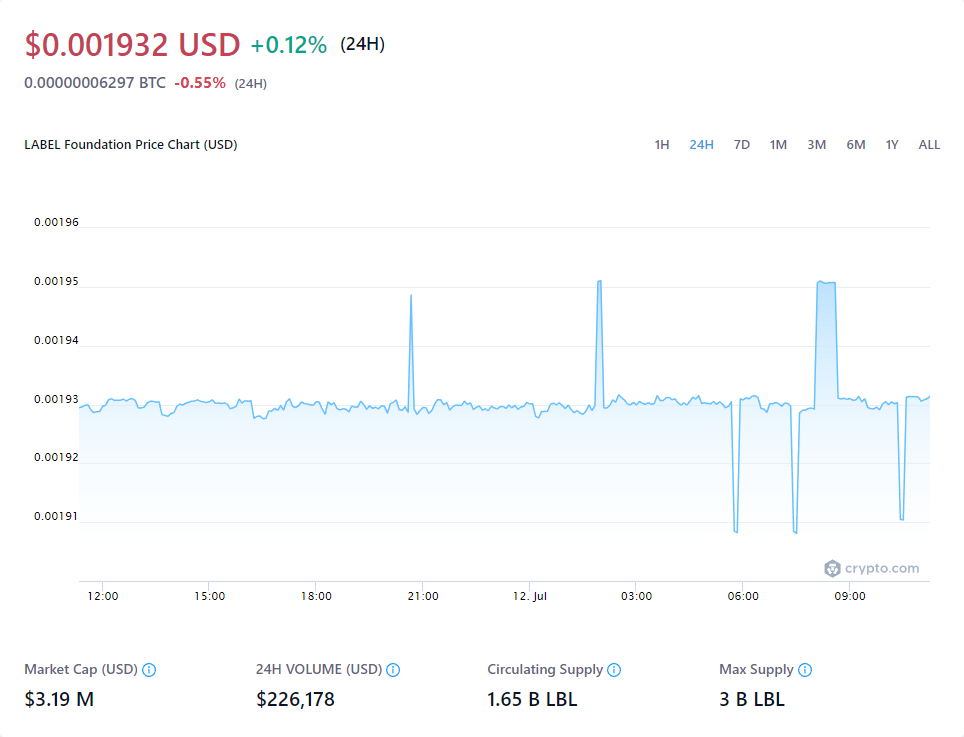 $0.001932 USD +0.12% (24H)
0.00000006297 BTC -0.55% (24H)
LABEL Foundation Price Chart (USD) 1H 24H 7D 1M 3M 6M 1Y ALL
0.00196
0.00195
0.00194
0.00193
0.00192
0.00191
crypto.com
12:00 15:00 18:00 21:00 12. Jul 03:00 06:00 09:00
Market Cap (USD) 24H VOLUME (USD) Circulating Supply Max Supply
$3.19 M $226,178 1.65 B LBL 3 B LBL